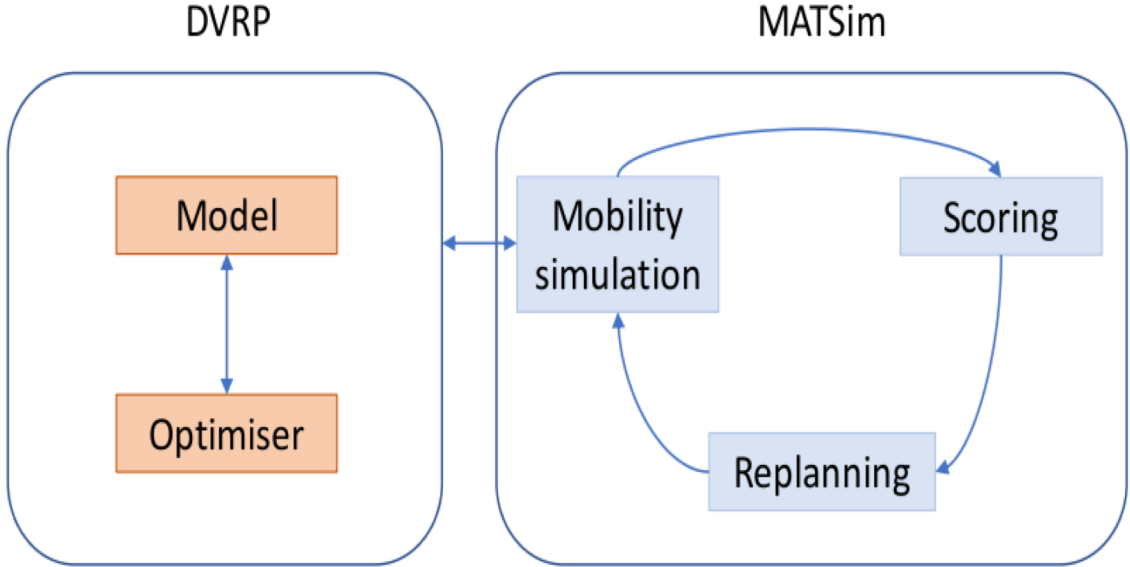 DVRP
MATSim
Model
Optimiser
Mobility
simulation
Scoring
Replanning